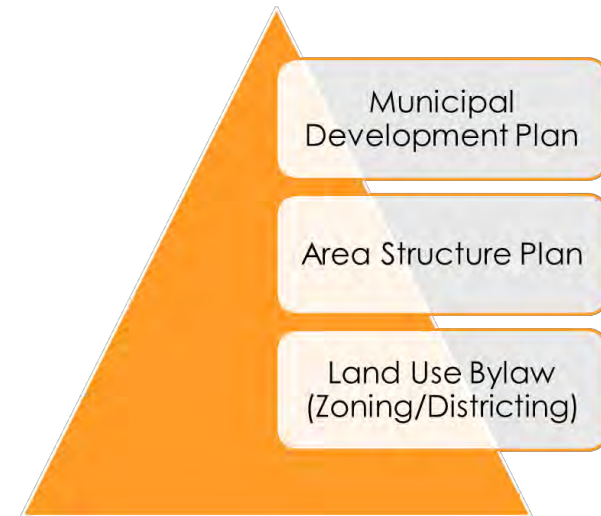 Municipal
Development Plan
Area Structure Plan
Land Use Bylaw
(Zoning/Districting)